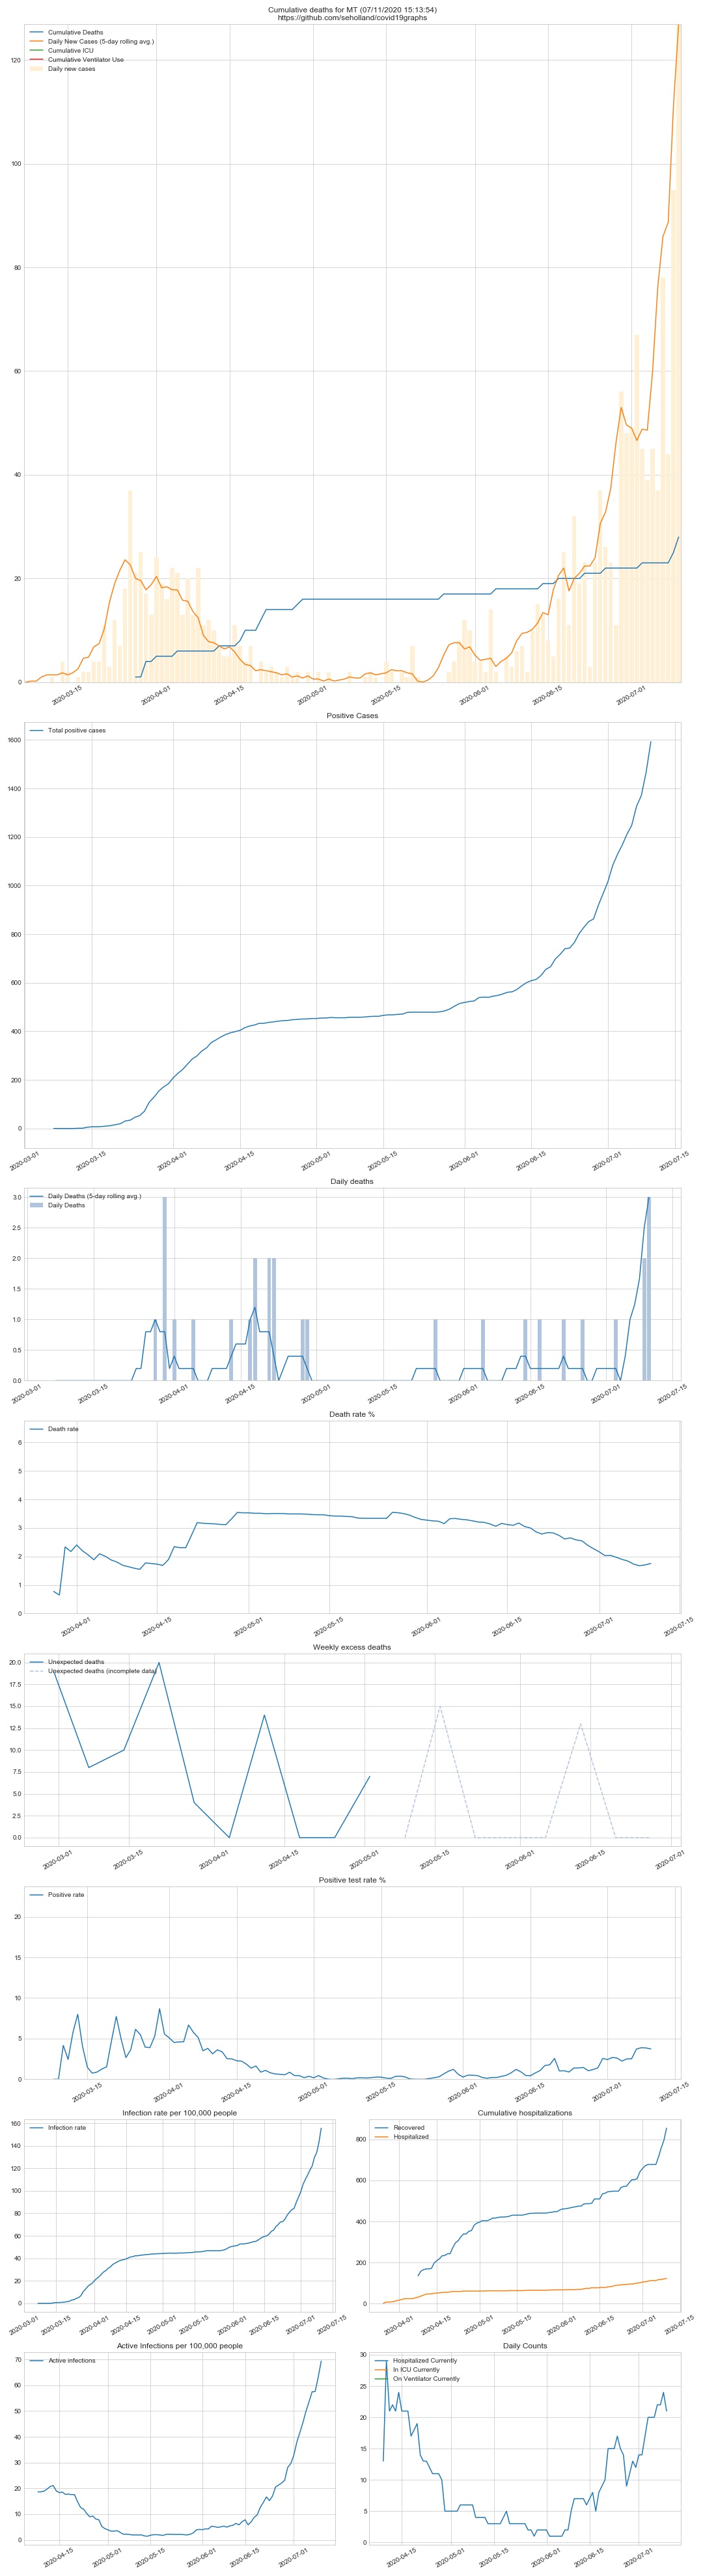 Cumulative deaths for MT (07/11/2020 15:13:54)
https://github.com/seholland/covid19graphs
Cumulative Deaths
Daily New Cases (5-day rolling avg.)
Cumulative ICU
Cumulative Ventilator Use
Daily new cases
120
100
80
60
40
20
0
2020-03-15 2020-04-01 2020-04-15 2020-05-01 2020-05-15 2020-06-01 2020-06-15 2020-07-01
Positive Cases
Total positive cases
1600
1400
1200
1000
800
600
400
200
0
2020-03-01 2020-03-15 2020-04-01 2020-04-15 2020-05-01 2020-05-15 2020-06-01 2020-06-15 2020-07-01 2020-07-15
Daily deaths
Daily Deaths (5-day rolling avg.)
Daily Deaths
3.0
2.5
2.0
1.5
1.0
0.5
0.0
2020-03-01 2020-03-15 2020-04-01 2020-04-15 2020-05-01 2020-05-15 2020-06-01 2020-06-15 2020-07-01 2020-07-15
Death rate %
Death rate
6
5
4
3
2
1
0
2020-04-01 2020-04-15 2020-05-01 2020-05-15 2020-06-01 2020-06-15 2020-07-01 2020-07-15
Weekly excess deaths
Unexpected deaths
Unexpected deaths (incomplete data)
20.0
17.5
15.0
12.5
10.0
7.5
5.0
2.5
0.0
2020-03-01 2020-03-15 2020-04-01 2020-04-15 2020-05-01 2020-05-15 2020-06-01 2020-06-15 2020-07-01
Positive test rate %
Positive rate
20
15
10
5
0
2020-03-15 2020-04-01 2020-04-15 2020-05-01 2020-05-15 2020-06-01 2020-06-15 2020-07-01 2020-07-15
Infection rate per 100,000 people
Infection rate
160
140
120
100
80
60
40
20
0
2020-03-01 2020-03-15 2020-04-01 2020-04-15 2020-05-01 2020-05-15 2020-06-01 2020-06-15 2020-07-01 2020-07-15
Cumulative hospitalizations
Recovered
Hospitalized
800
600
400
200
0
2020-04-01 2020-04-15 2020-05-01 2020-05-15 2020-06-01 2020-06-15 2020-07-01 2020-07-15
Active Infections per 100,000 people
Active infections
70
60
50
40
30
20
10
0
2020-04-15 2020-05-01 2020-05-15 2020-06-01 2020-06-15 2020-07-01
Daily Counts
Hospitalized Currently
In ICU Currently
On Ventilator Currently
30
25
20
15
10
5
0
2020-04-15 2020-05-01 2020-05-15 2020-06-01 2020-06-15 2020-07-01